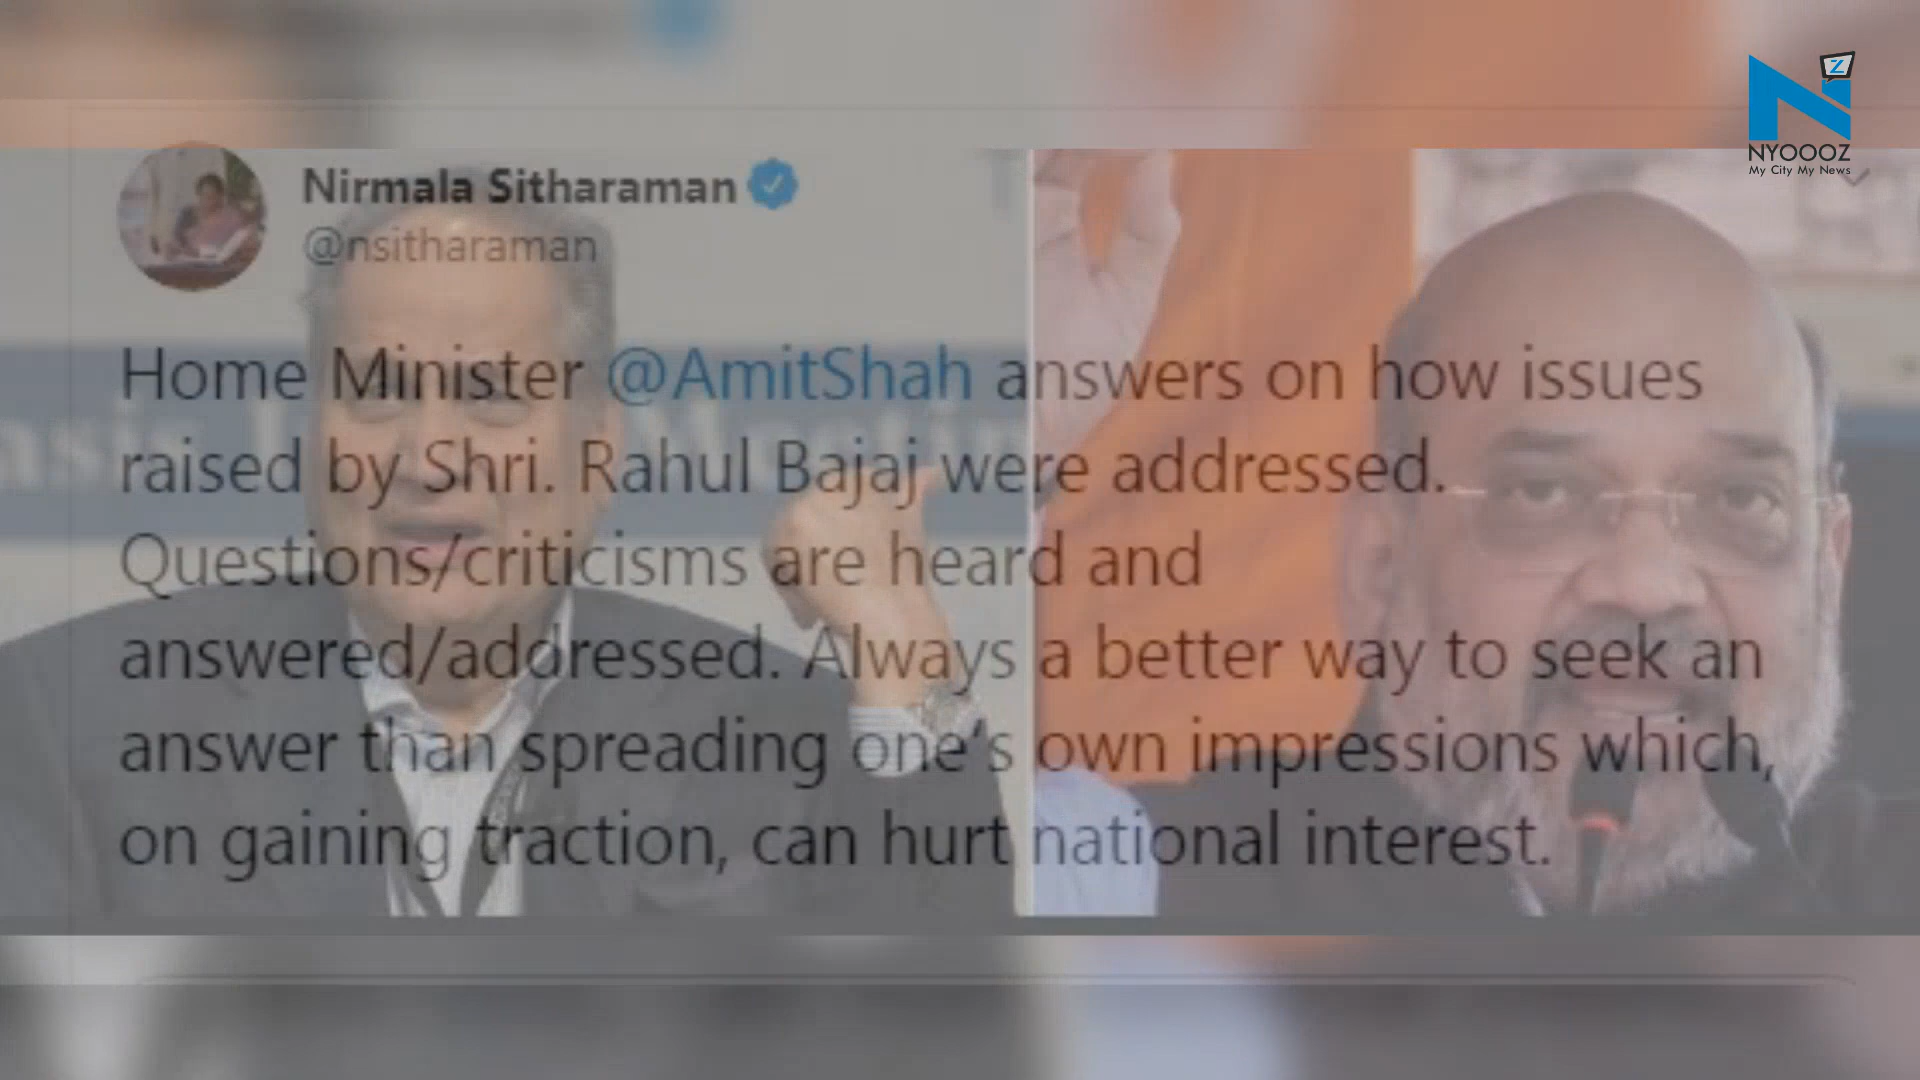 Z
NYOOOZ
My City My News
Nirmala Sitharaman
@nsitharaman
Home Minister @AmitShah answers on how issues
raised by Shri. Rahul Bajaj were addressed.
Questions/criticisms are heard and
answered/addressed. Always a better way to seek an
answer than spreading one's own impressions which,
on gaining traction, can hurt national interest.